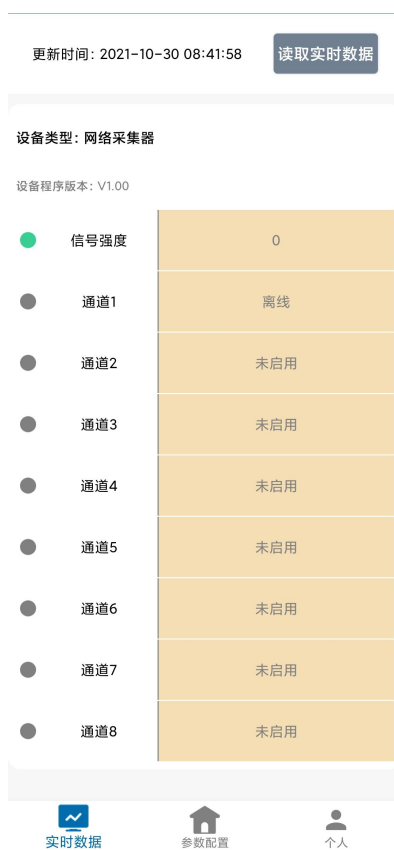 更新时间: 2021-10-30 08:41:58 读取实时数据
设备类型: 网络采集器
设备程序版本: V1.00
信号强度 0
通道1 离线
通道2 未启用
通道3 未启用
通道4 未启用
通道5 未启用
通道6 未启用
通道7 未启用
通道8 未启用
实时数据 参数配置 个人